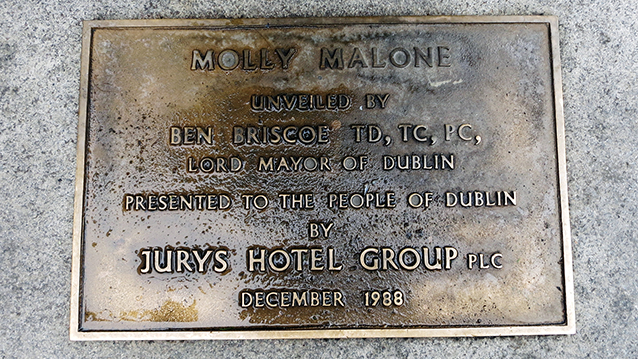 MOLLY MALONE
UNVEILED BY
BEN BRISCOE TD, TC, PC,
LORD MAYOR OF DUBLIN
PRESENTED TO THE PEOPLE OF DUBLIN
BY
JURYS HOTEL GROUP PLC
DECEMBER 1988